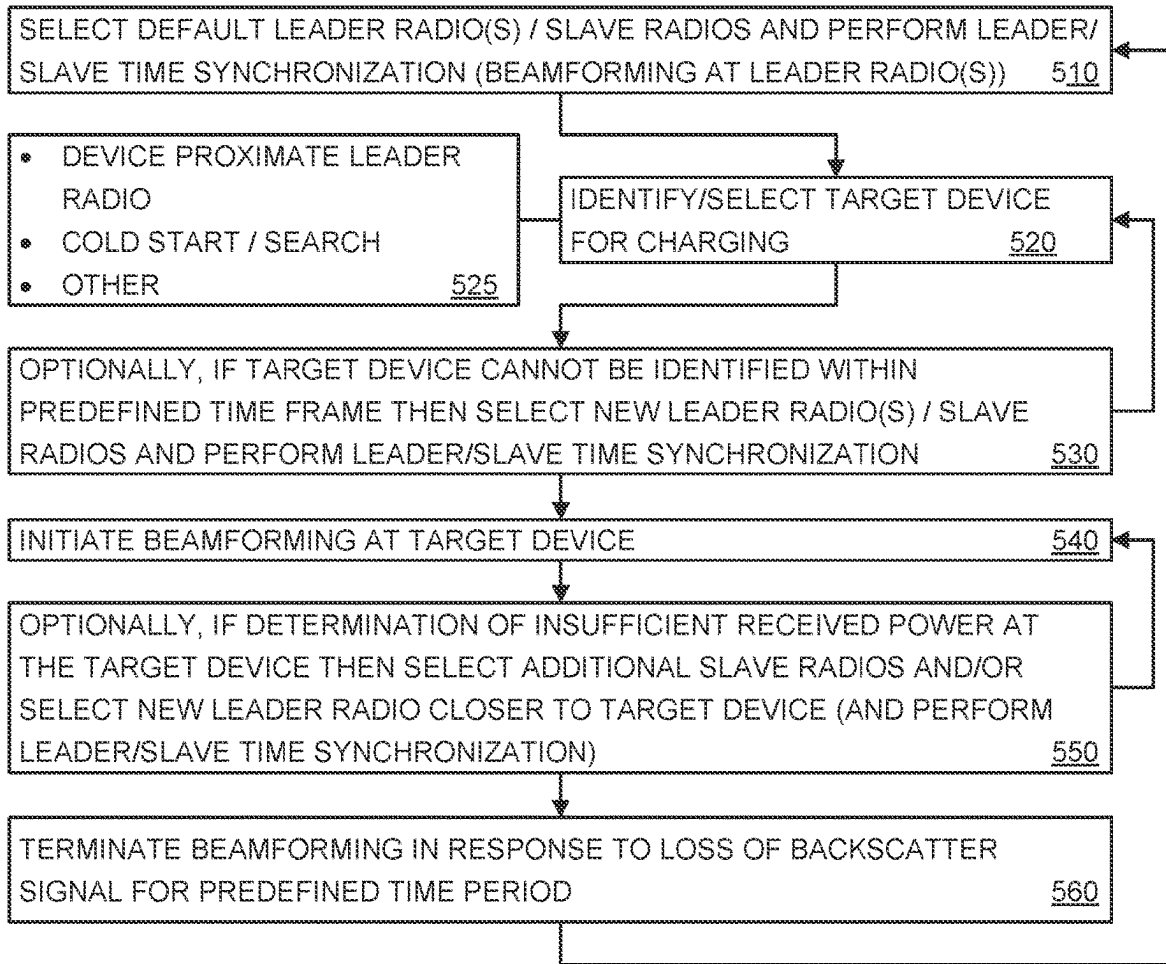 SELECT DEFAULT LEADER RADIO(S) / SLAVE RADIOS AND PERFORM LEADER/
SLAVE TIME SYNCHRONIZATION (BEAMFORMING AT LEADER RADIO(S)) 510
• DEVICE PROXIMATE LEADER
RADIO
• COLD START / SEARCH
• OTHER 525
IDENTIFY/SELECT TARGET DEVICE
FOR CHARGING 520
OPTIONALLY, IF TARGET DEVICE CANNOT BE IDENTIFIED WITHIN
PREDEFINED TIME FRAME THEN SELECT NEW LEADER RADIO(S) / SLAVE
RADIOS AND PERFORM LEADER/SLAVE TIME SYNCHRONIZATION 530
INITIATE BEAMFORMING AT TARGET DEVICE 540
OPTIONALLY, IF DETERMINATION OF INSUFFICIENT RECEIVED POWER AT
THE TARGET DEVICE THEN SELECT ADDITIONAL SLAVE RADIOS AND/OR
SELECT NEW LEADER RADIO CLOSER TO TARGET DEVICE (AND PERFORM
LEADER/SLAVE TIME SYNCHRONIZATION) 550
TERMINATE BEAMFORMING IN RESPONSE TO LOSS OF BACKSCATTER
SIGNAL FOR PREDEFINED TIME PERIOD 560